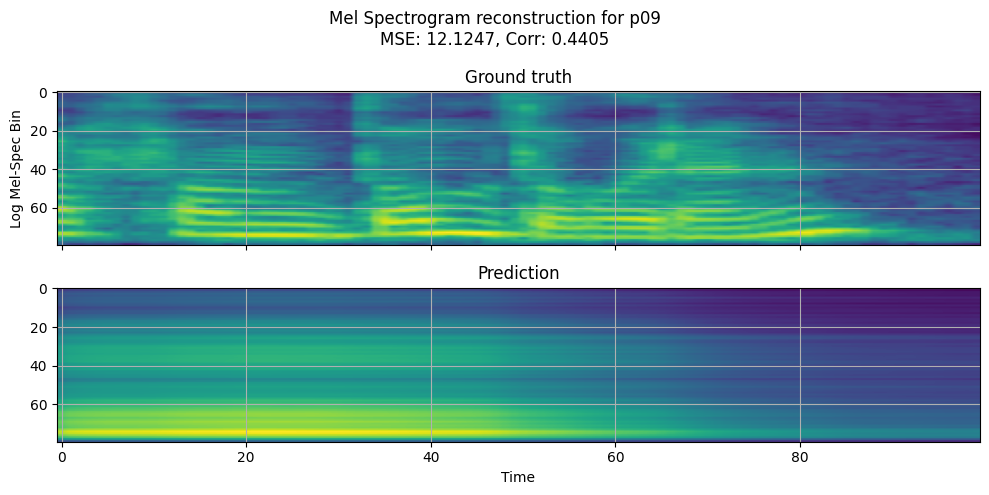 Mel Spectrogram reconstruction for p09
MSE: 12.1247, Corr: 0.4405
Ground truth
Log Mel-Spec Bin
0
20
40
60
Prediction
0
20
40
60
0 20 40 60 80
Time